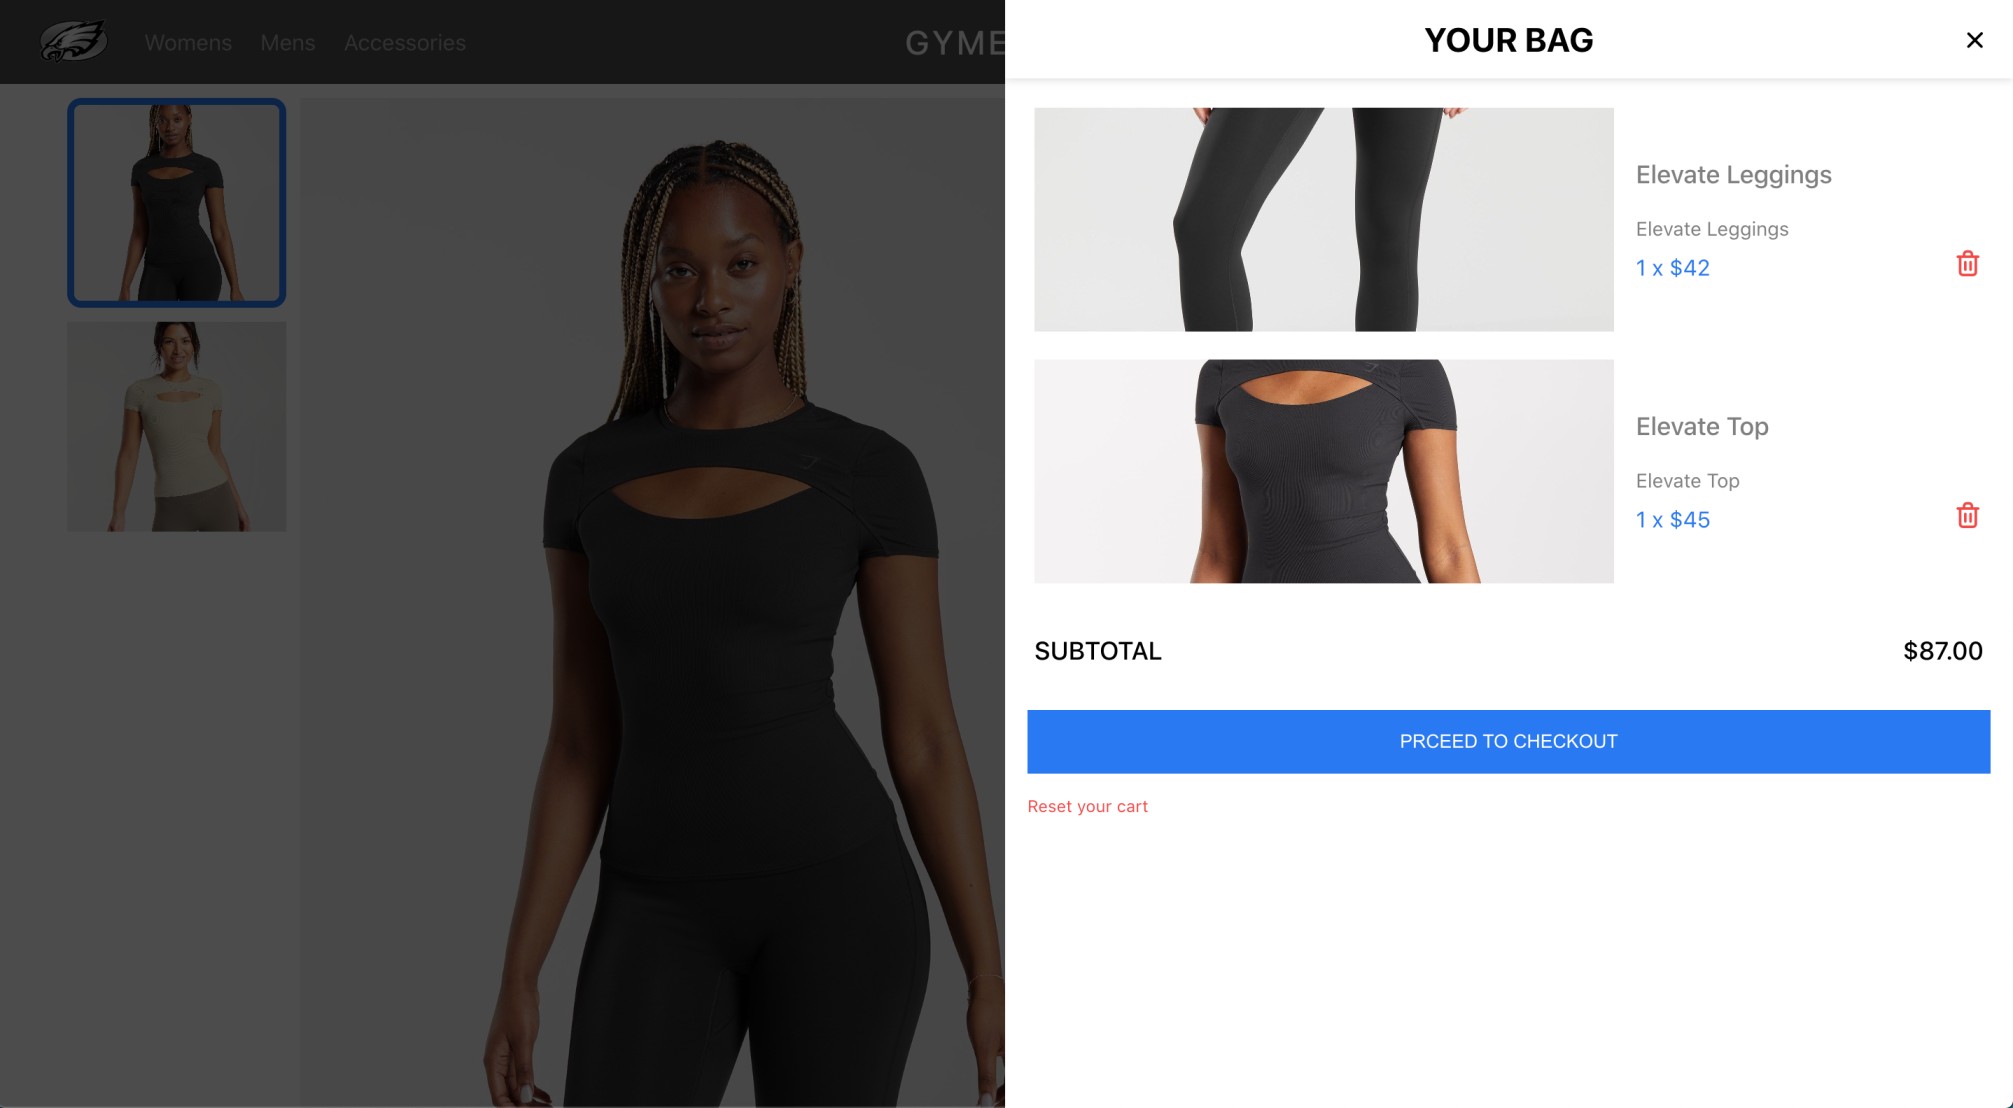 Womens Mens Accessories
GYME
YOUR BAG
Elevate Leggings
Elevate Leggings
1 x $42
Elevate Top
Elevate Top
1 x $45
SUBTOTAL $87.00
PRCEED TO CHECKOUT
Reset your cart